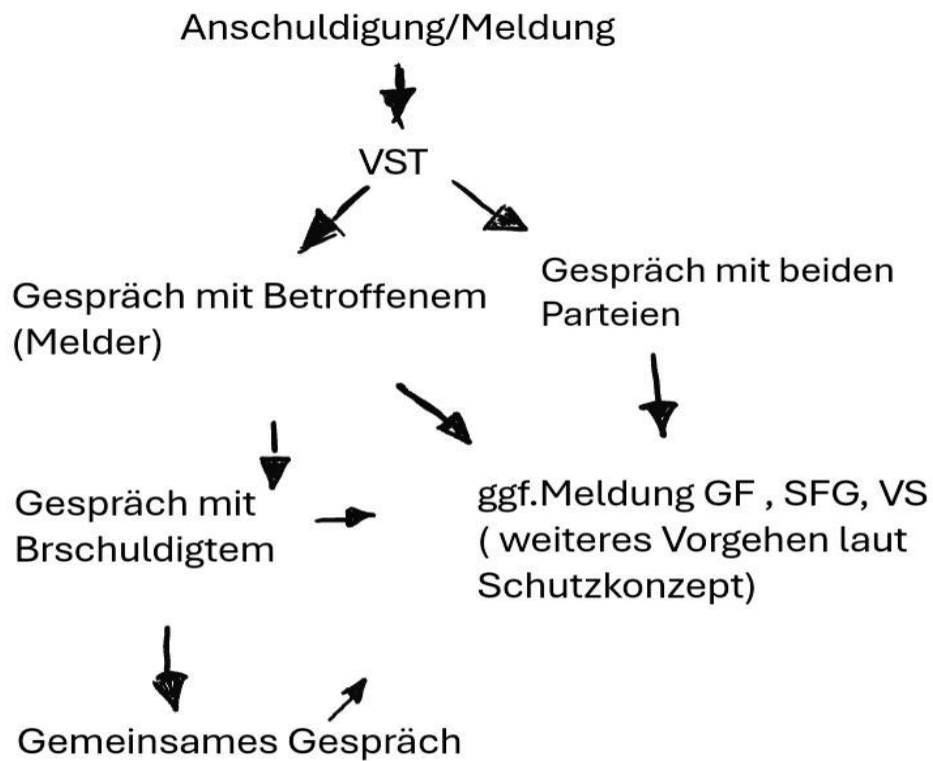 Anschuldigung/Meldung
VST
Gespräch mit Betroffenem
(Melder)
Gespräch mit beiden
Parteien
Gespräch mit
Brschuldigtem
ggf.Meldung GF , SFG, VS
( weiteres Vorgehen laut
Schutzkonzept)
Gemeinsames Gespräch